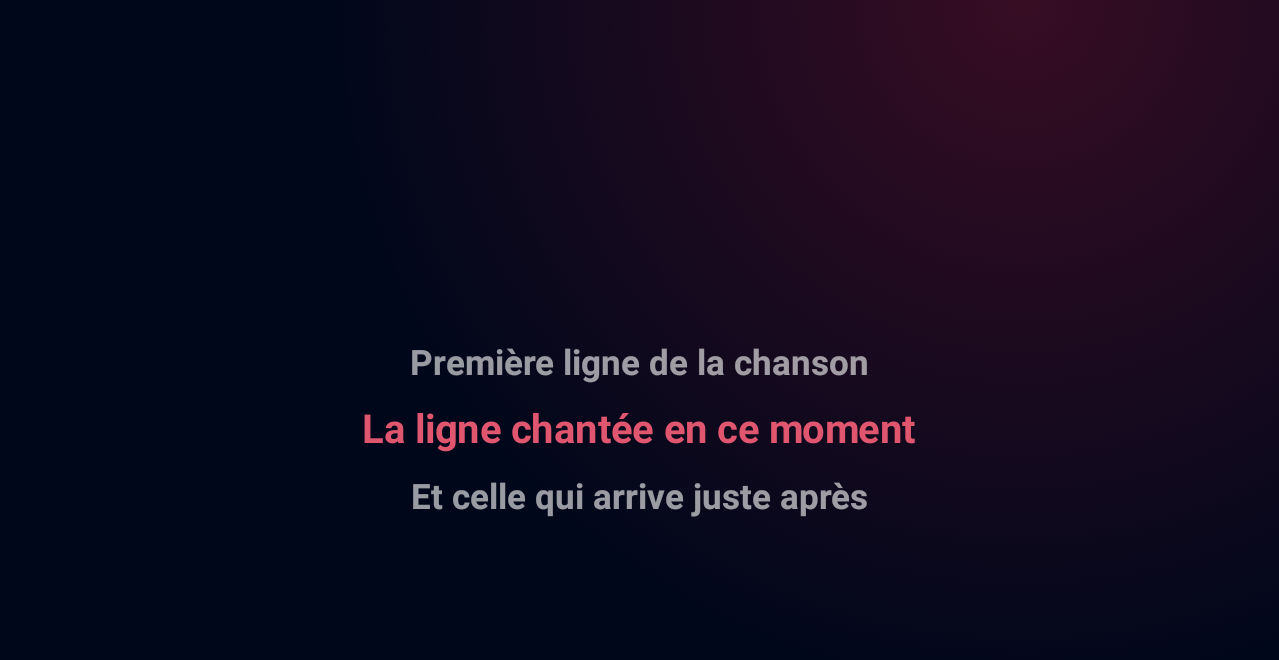 Première ligne de la chanson
La ligne chantée en ce moment
Et celle qui arrive juste après